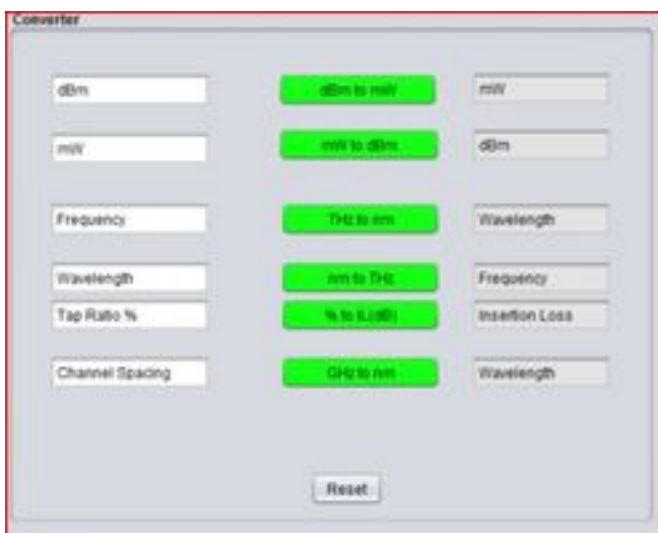 Converter
dBm dBm to mW mW
mW mW to dBm dBm
Frequency THz to nm Wavelength
Wavelength nm to THz Frequency
Tap Ratio % % to IL(dB) Insertion Loss
Channel Spacing GHz to nm Wavelength
Reset